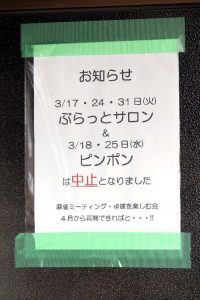 お知らせ
3/17・24・31日(火)
ぷらっとサロン
&
3/18・25日(水)
ピンポン
は中止となりました
麻雀ミーティング・卓球を楽しむ会
4月から再開できればと・・・!!